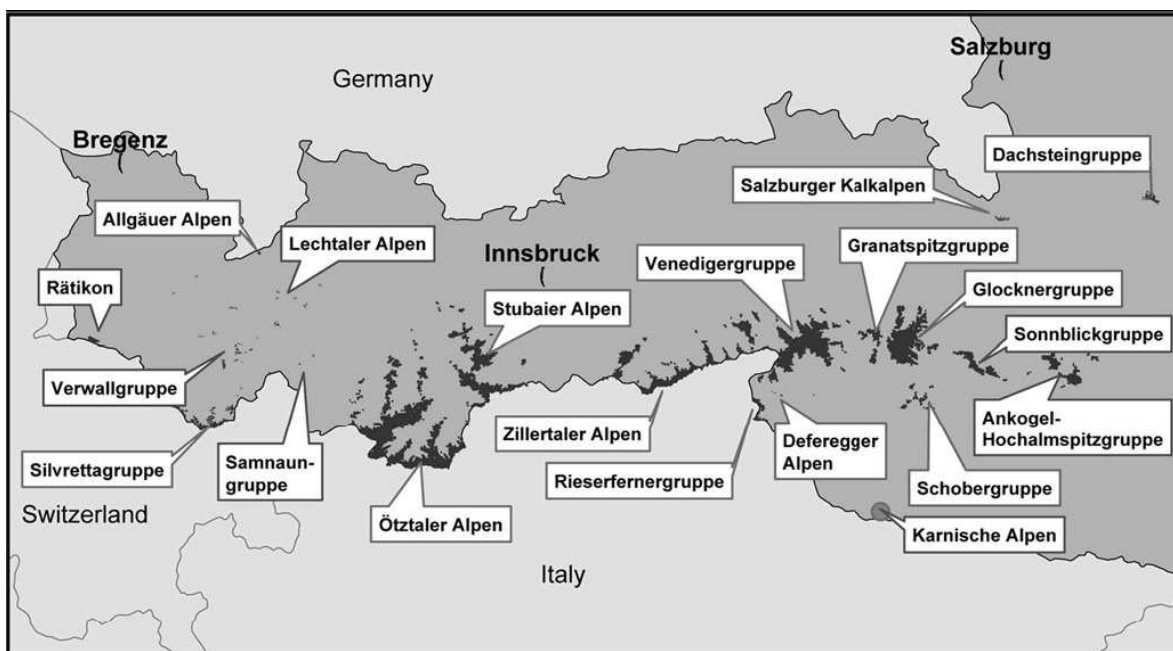 Salzburg
Germany
Bregenz
Dachsteingruppe
Salzburger Kalkalpen
Allgäuer Alpen
Lechtaler Alpen
Granatspitzgruppe
Innsbruck
Venedigergruppe
Rätikon
Glocknergruppe
Stubaier Alpen
Sonnblickgruppe
Verwallgruppe
Ankogel-
Hochalmspitzgruppe
Zillertaler Alpen
Deferegger
Alpen
Silvrettagruppe
Samnaun-
gruppe
Rieserfernergruppe
Schobergruppe
Switzerland
Ötztaler Alpen
Karnische Alpen
Italy